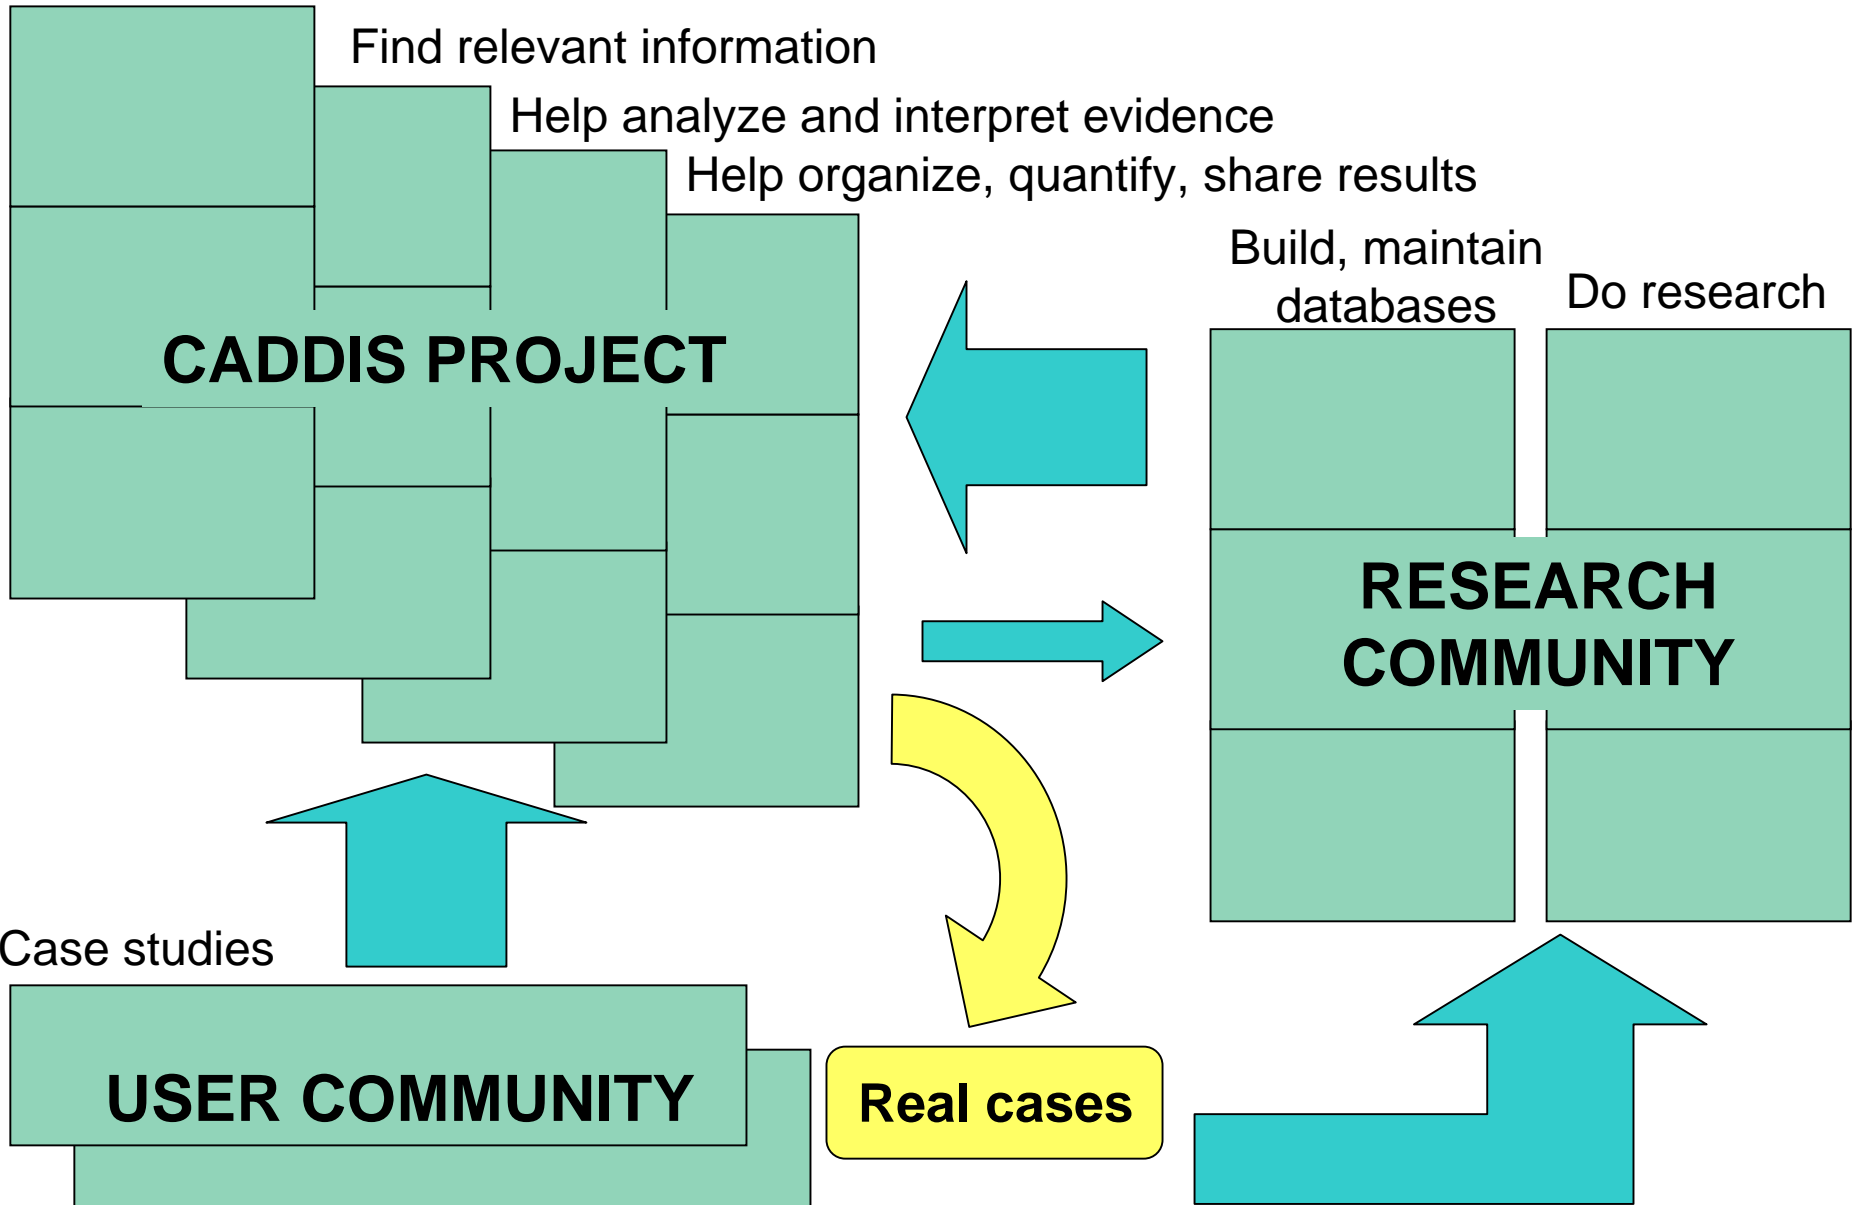 Find relevant information
Help analyze and interpret evidence
Help organize, quantify, share results
Build, maintain
databases
Do research
CADDIS PROJECT
RESEARCH
COMMUNITY
Case studies
USER COMMUNITY
Real cases